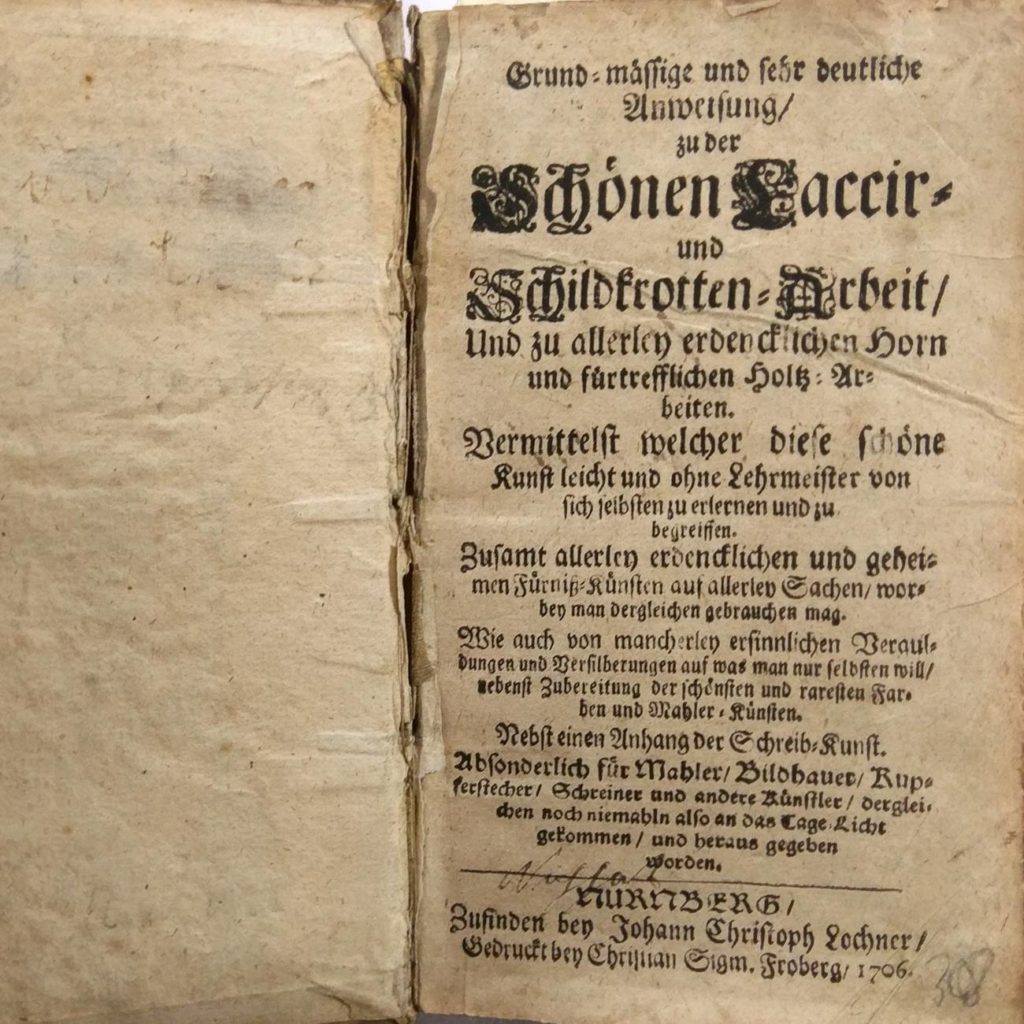 Grund-mässige und sehr deutliche
Anweisung/
zu der
Schönen Laccir-
und
Schildkrotten-Arbeit/
Und zu allerley erdencklichen Horn
und fürtrefflichen Holtz-Ar-
beiten.
Vermittelst welcher diese schöne
Kunst leicht und ohne Lehrmeister von
sich selbsten zu erlernen und zu
begreiffen.
Zusamt allerley erdencklichen und gehei-
men Fürniß-Künsten auf allerley Sachen/ wor-
bey man dergleichen gebrauchen mag.
Wie auch von mancherley ersinnlichen Veraul-
dungen und Versilberungen auf was man nur selbsten will/
nebenst Zubereitung der schönsten und raresten Far-
ben und Mahler-Künsten.
Nebst einen Anhang der Schreib-Kunst.
Absonderlich für Mahler/ Bildhauer/ Kup-
ferstecher/ Schreiner und andere Künstler/ derglei-
chen noch niemahln also an das Tage-Licht
gekommen/ und heraus gegeben
worden.
NURNBERG/
Zufinden bey Johann Christoph Lochner/
Gedruckt bey Christian Sigm. Froberg/ 1706.